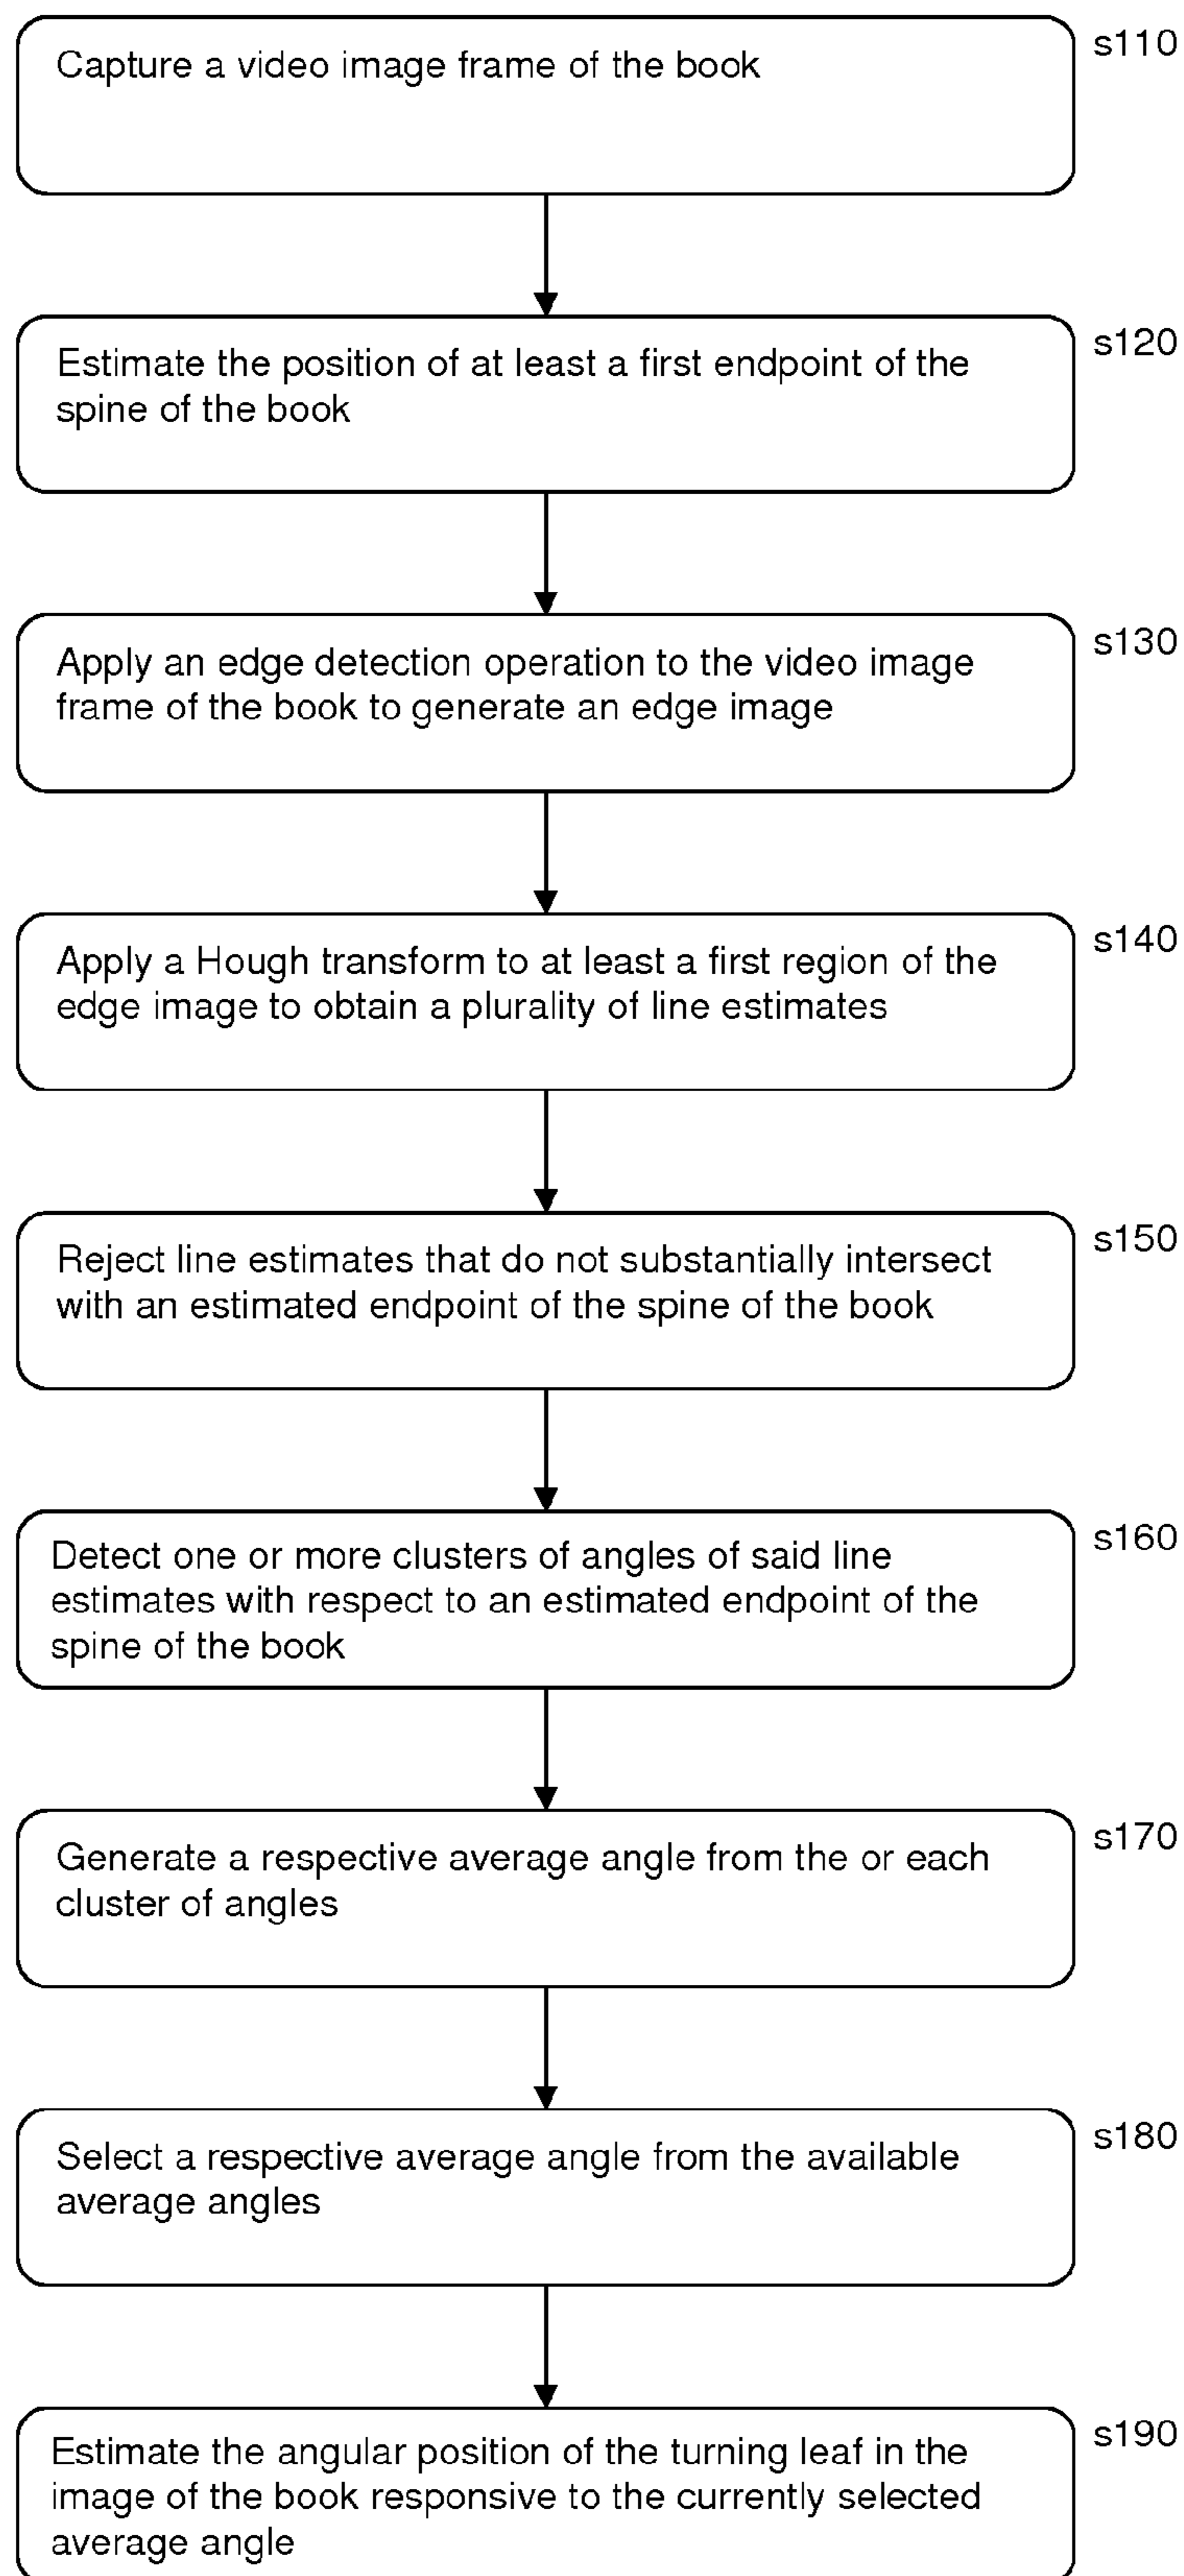 Capture a video image frame of the book
s110
Estimate the position of at least a first endpoint of the
spine of the book
s120
Apply an edge detection operation to the video image
frame of the book to generate an edge image
s130
Apply a Hough transform to at least a first region of the
edge image to obtain a plurality of line estimates
s140
Reject line estimates that do not substantially intersect
with an estimated endpoint of the spine of the book
s150
Detect one or more clusters of angles of said line
estimates with respect to an estimated endpoint of the
spine of the book
s160
Generate a respective average angle from the or each
cluster of angles
s170
Select a respective average angle from the available
average angles
s180
Estimate the angular position of the turning leaf in the
image of the book responsive to the currently selected
average angle
s190